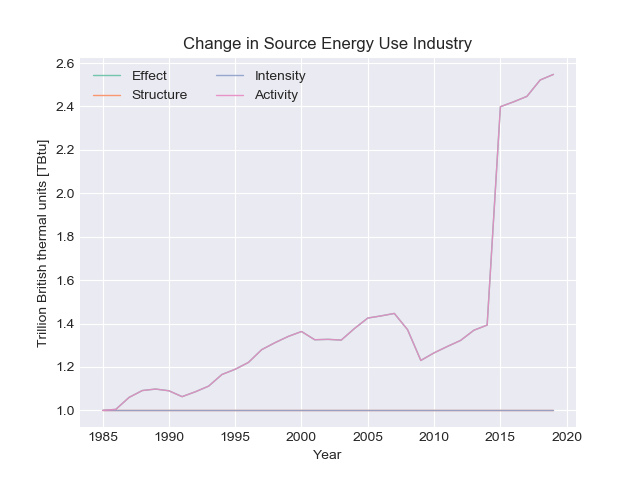 Change in Source Energy Use Industry
Effect
Structure
Intensity
Activity
Trillion British thermal units [TBtu]
2.6
2.4
2.2
2.0
1.8
1.6
1.4
1.2
1.0
1985 1990 1995 2000 2005 2010 2015 2020
Year